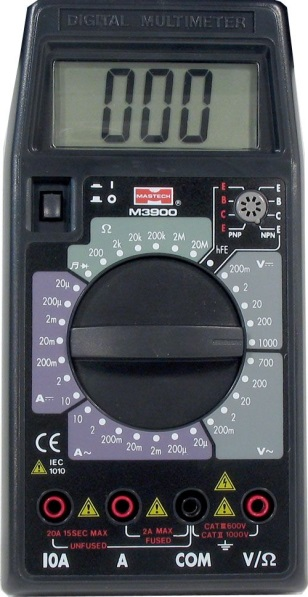 DIGITAL MULTIMETER
000
I
O
MASTECH
M3900
E E
B B
C C
E E
PNP NPN
hFE
Ω
200 2k 20k 200k 2M 20M
200m
2
20
200
1000
V⎓
700
200
20
2
200m
V~
20µ
200µ
2m
20m
200m
2
10
A⎓
10
2
200m
20m
2m
200µ
20µ
A~
CE
IEC
1010
20A 15SEC MAX
UNFUSED
2A MAX
FUSED
CAT III 600V
CAT II 1000V
10A A COM V/Ω